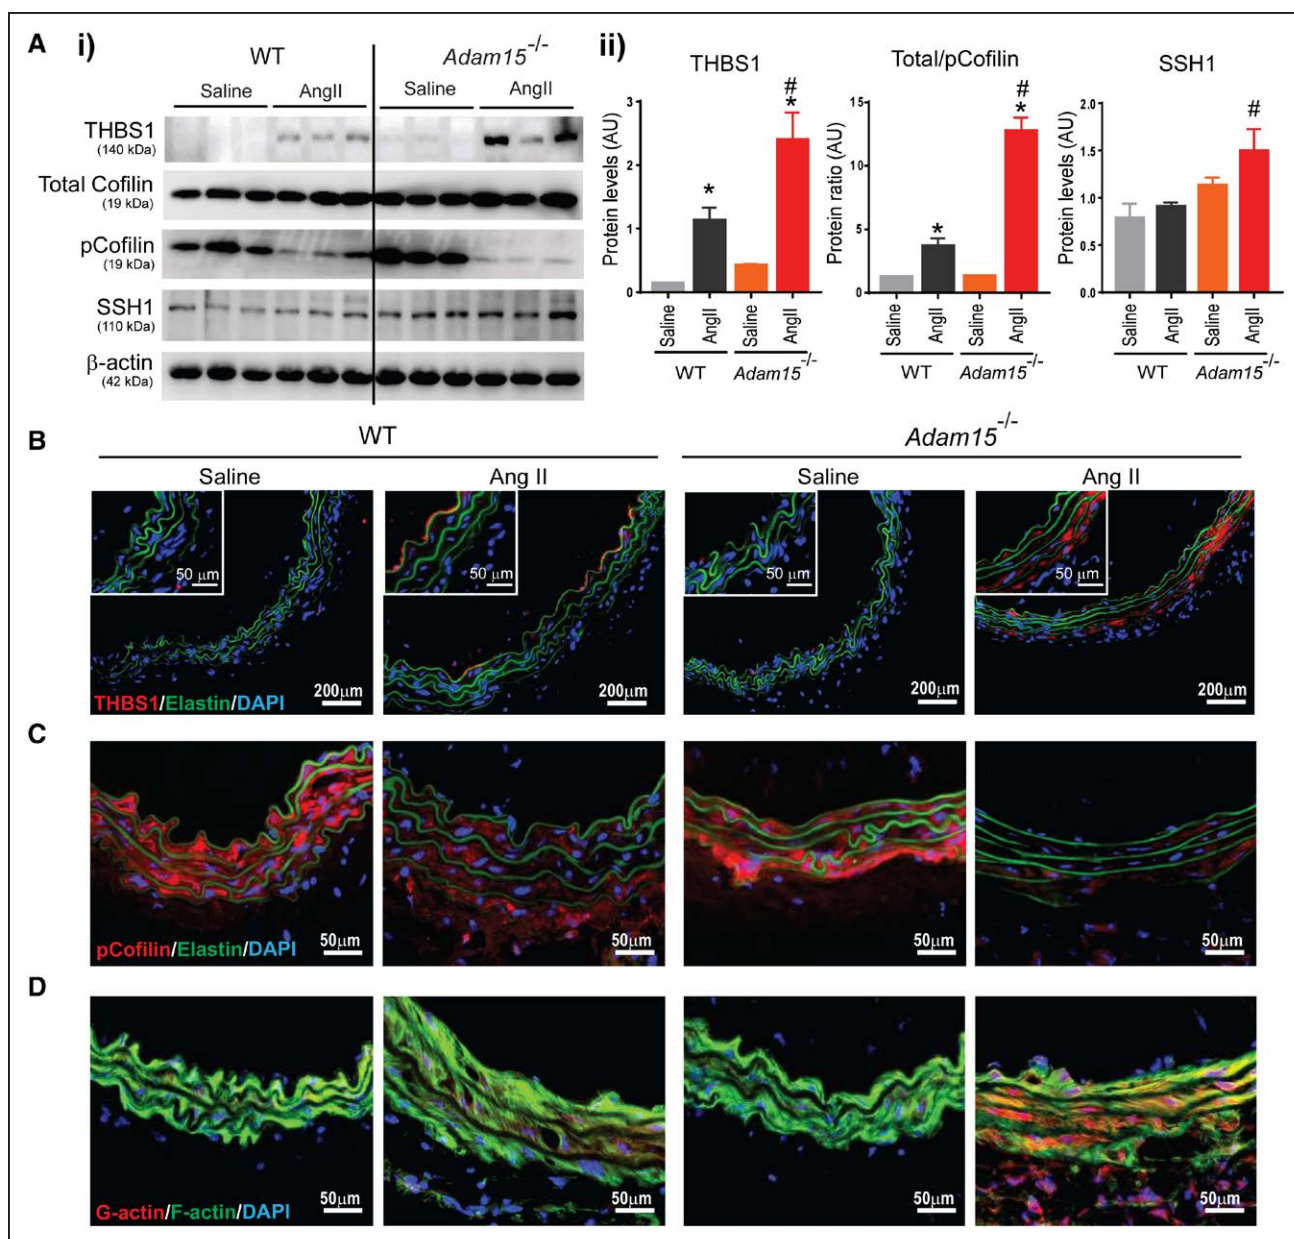 A i) ii)
WT Adam15-/-
Saline AngII Saline AngII
THBS1
(140 kDa)
Total Cofilin
(19 kDa)
pCofilin
(19 kDa)
SSH1
(110 kDa)
β-actin
(42 kDa)
THBS1
Protein levels (AU)
3
2
1
0
# 
*
*
Saline AngII Saline AngII
WT Adam15-/-
Total/pCofilin
Protein ratio (AU)
15
10
5
0
#
*
*
Saline AngII Saline AngII
WT Adam15-/-
SSH1
Protein levels (AU)
2.0
1.5
1.0
0.5
0.0
#
Saline AngII Saline AngII
WT Adam15-/-
B
WT Adam15-/-
Saline Ang II Saline Ang II
50 μm 50 μm 50 μm 50 μm
THBS1/Elastin/DAPI 200μm 200μm 200μm 200μm
C
pCofilin/Elastin/DAPI 50μm 50μm 50μm 50μm
D
G-actin/F-actin/DAPI 50μm 50μm 50μm 50μm